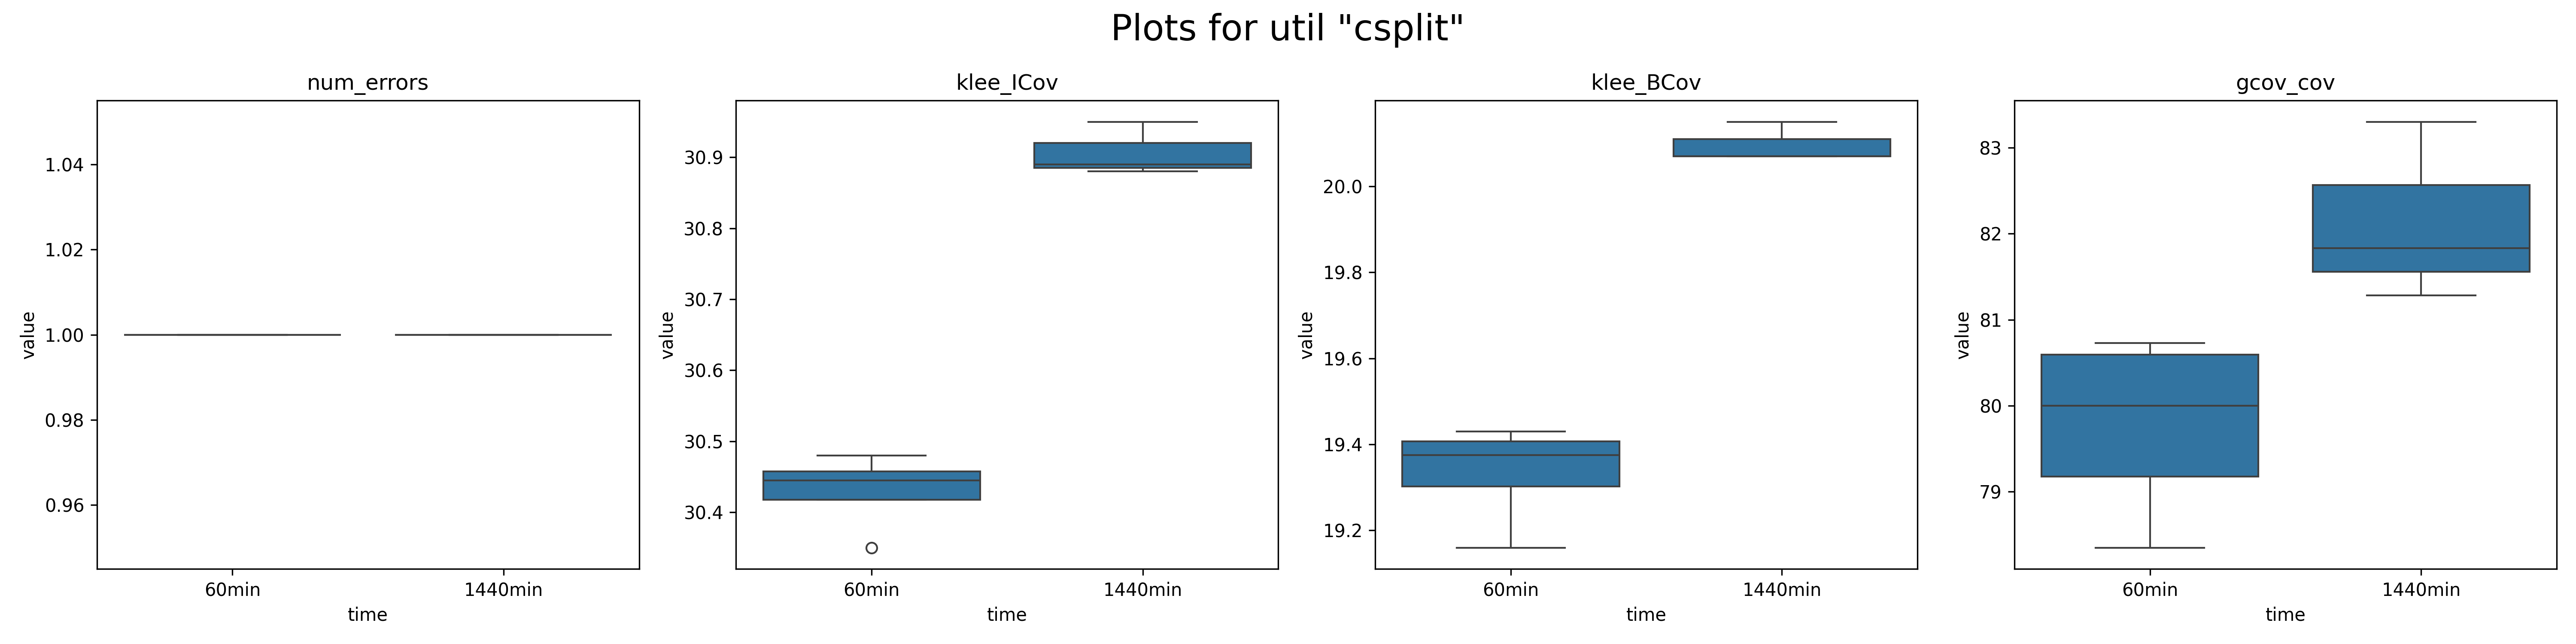 Plots for util "csplit"
num_errors
value
1.04
1.02
1.00
0.98
0.96
60min
1440min
time
klee_ICov
value
30.9
30.8
30.7
30.6
30.5
30.4
60min
1440min
time
klee_BCov
value
20.0
19.8
19.6
19.4
19.2
60min
1440min
time
gcov_cov
value
83
82
81
80
79
60min
1440min
time